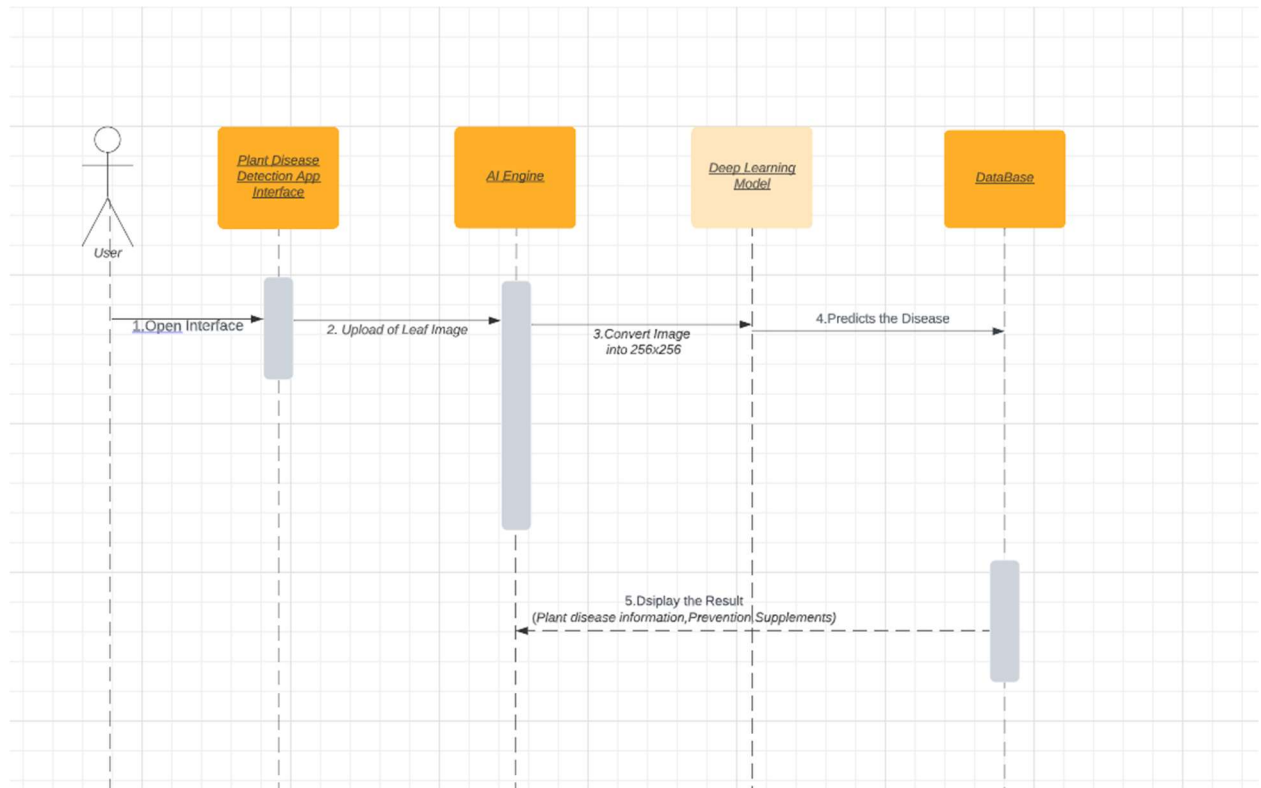 Plant Disease
Detection App
Interface
AI Engine
Deep Learning
Model
DataBase
User
1.Open Interface
2. Upload of Leaf Image
3.Convert Image
into 256x256
4.Predicts the Disease
5.Dsiplay the Result
(Plant disease information,Prevention,Supplements)